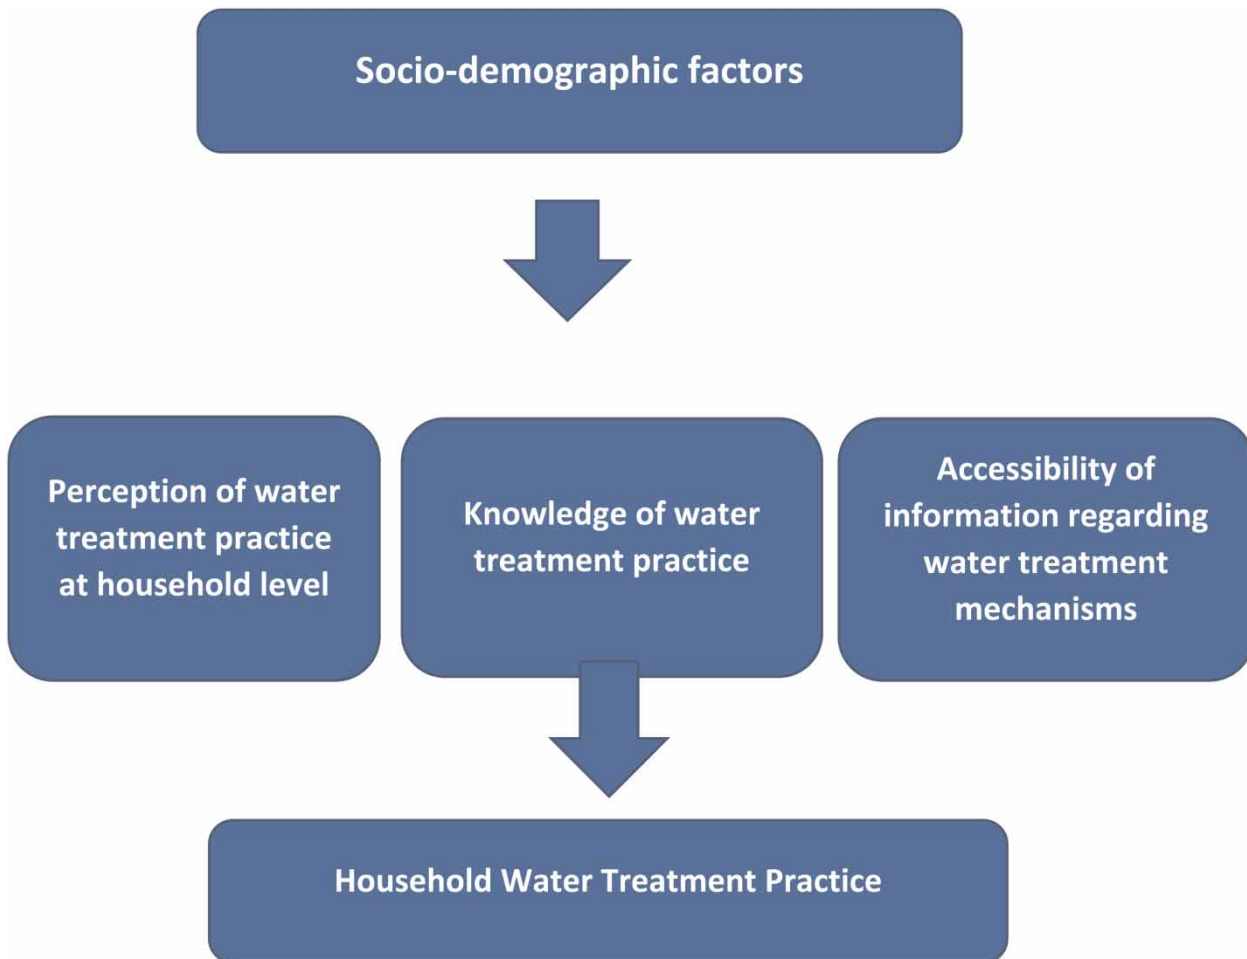 Socio-demographic factors
Perception of water
treatment practice
at household level
Knowledge of water
treatment practice
Accessibility of
information regarding
water treatment
mechanisms
Household Water Treatment Practice